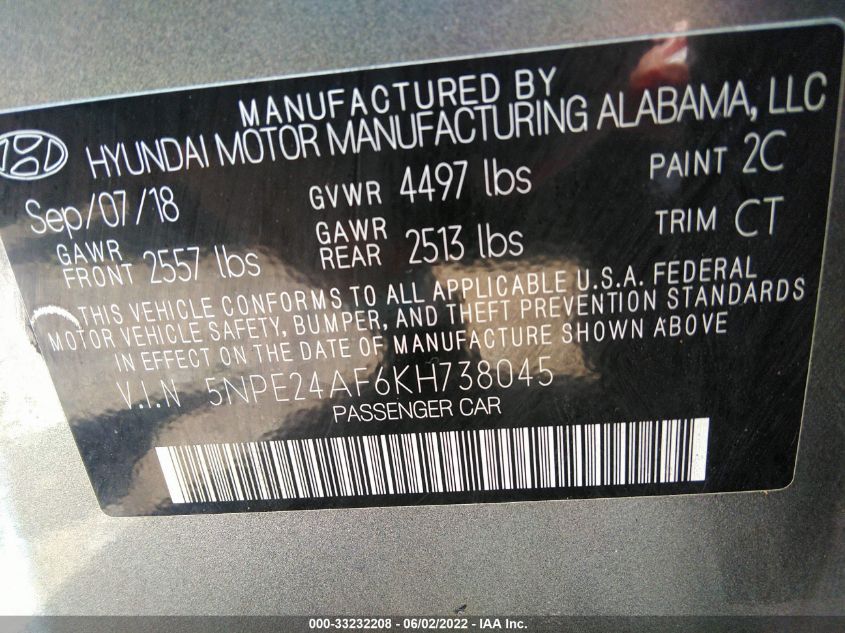 MANUFACTURED BY
HYUNDAI MOTOR MANUFACTURING ALABAMA, LLC
Sep/07/18 GVWR 4497 lbs PAINT 2C
GAWR FRONT 2557 lbs GAWR REAR 2513 lbs TRIM CT
THIS VEHICLE CONFORMS TO ALL APPLICABLE U.S.A. FEDERAL
MOTOR VEHICLE SAFETY, BUMPER, AND THEFT PREVENTION STANDARDS
IN EFFECT ON THE DATE OF MANUFACTURE SHOWN ABOVE
V.I.N 5NPE24AF6KH738045
PASSENGER CAR
000-33232208 - 06/02/2022 - IAA Inc.